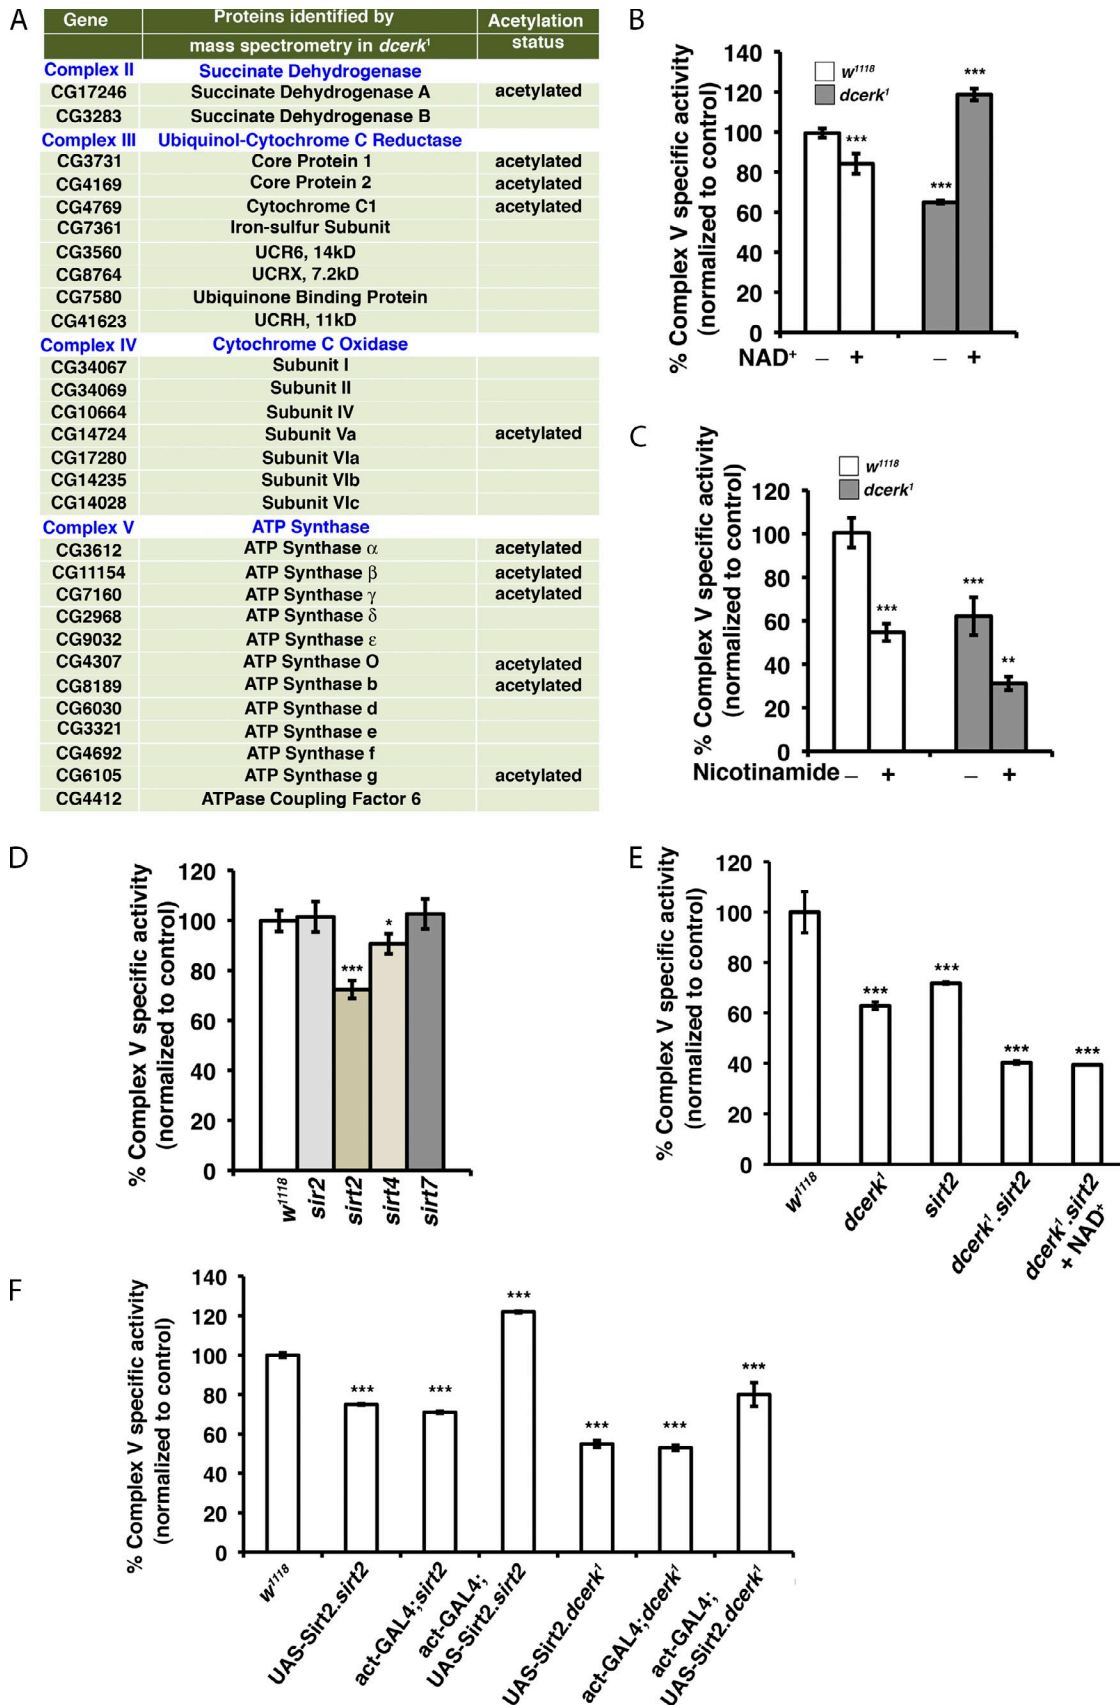 A
Gene Proteins identified by Acetylation
mass spectrometry in dcerk¹ status
Complex II Succinate Dehydrogenase
CG17246 Succinate Dehydrogenase A acetylated
CG3283 Succinate Dehydrogenase B
Complex III Ubiquinol-Cytochrome C Reductase
CG3731 Core Protein 1 acetylated
CG4169 Core Protein 2 acetylated
CG4769 Cytochrome C1 acetylated
CG7361 Iron-sulfur Subunit
CG3560 UCR6, 14kD
CG8764 UCRX, 7.2kD
CG7580 Ubiquinone Binding Protein
CG41623 UCRH, 11kD
Complex IV Cytochrome C Oxidase
CG34067 Subunit I
CG34069 Subunit II
CG10664 Subunit IV
CG14724 Subunit Va acetylated
CG17280 Subunit VIa
CG14235 Subunit VIb
CG14028 Subunit VIc
Complex V ATP Synthase
CG3612 ATP Synthase α acetylated
CG11154 ATP Synthase β acetylated
CG7160 ATP Synthase γ acetylated
CG2968 ATP Synthase δ
CG9032 ATP Synthase ε
CG4307 ATP Synthase O acetylated
CG8189 ATP Synthase b acetylated
CG6030 ATP Synthase d
CG3321 ATP Synthase e
CG4692 ATP Synthase f
CG6105 ATP Synthase g acetylated
CG4412 ATPase Coupling Factor 6
B
% Complex V specific activity
(normalized to control)
140
120
100
80
60
40
20
0
w¹¹¹⁸
dcerk¹
***
***
***
NAD⁺ – + – +
C
% Complex V specific activity
(normalized to control)
120
100
80
60
40
20
0
w¹¹¹⁸
dcerk¹
***
***
**
Nicotinamide – + – +
D
% Complex V specific activity
(normalized to control)
120
100
80
60
40
20
0
***
*
w¹¹¹⁸
sir2
sirt2
sirt4
sirt7
E
% Complex V specific activity
(normalized to control)
120
100
80
60
40
20
0
***
***
***
***
w¹¹¹⁸
dcerk¹
sirt2
dcerk¹.sirt2
dcerk¹.sirt2
+ NAD⁺
F
% Complex V specific activity
(normalized to control)
140
120
100
80
60
40
20
0
***
***
***
***
***
***
w¹¹¹⁸
UAS-Sirt2.sirt2
act-GAL4;sirt2
act-GAL4;
UAS-Sirt2.sirt2
UAS-Sirt2.dcerk¹
act-GAL4;dcerk¹
act-GAL4;
UAS-Sirt2.dcerk¹